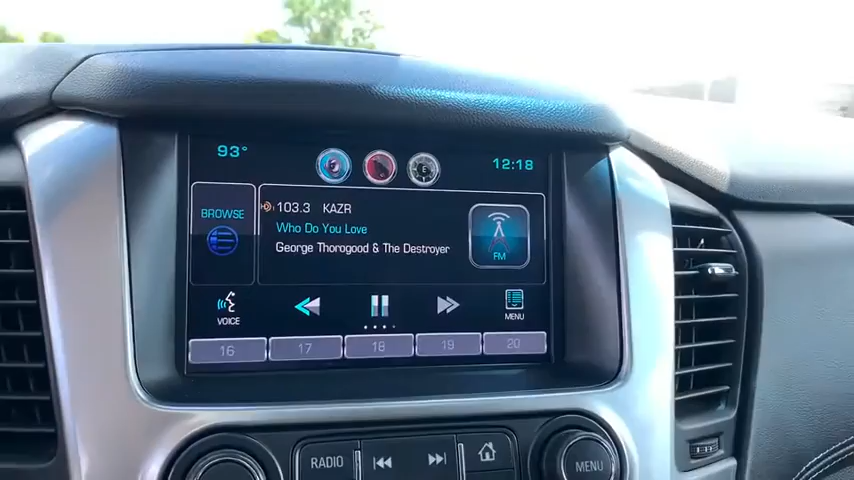 93° 12:18
BROWSE
103.3 KAZR
Who Do You Love
George Thorogood & The Destroyer
FM
VOICE
MENU
16 17 18 19 20
RADIO
MENU